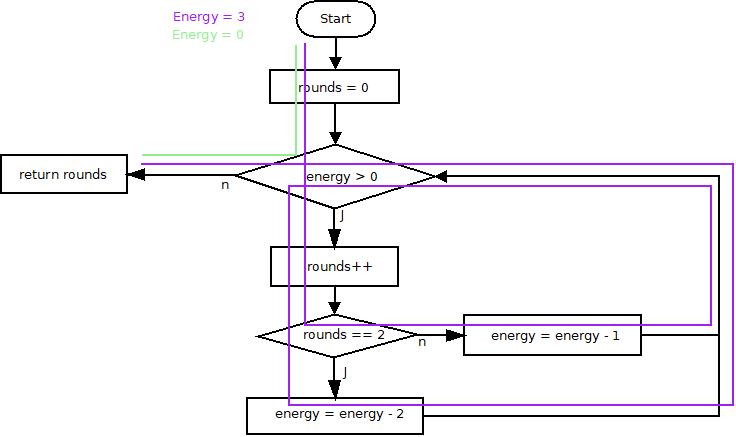 Energy = 3
Energy = 0
Start
rounds = 0
energy > 0
return rounds
n
J
rounds++
rounds == 2
n
energy = energy - 1
J
energy = energy - 2